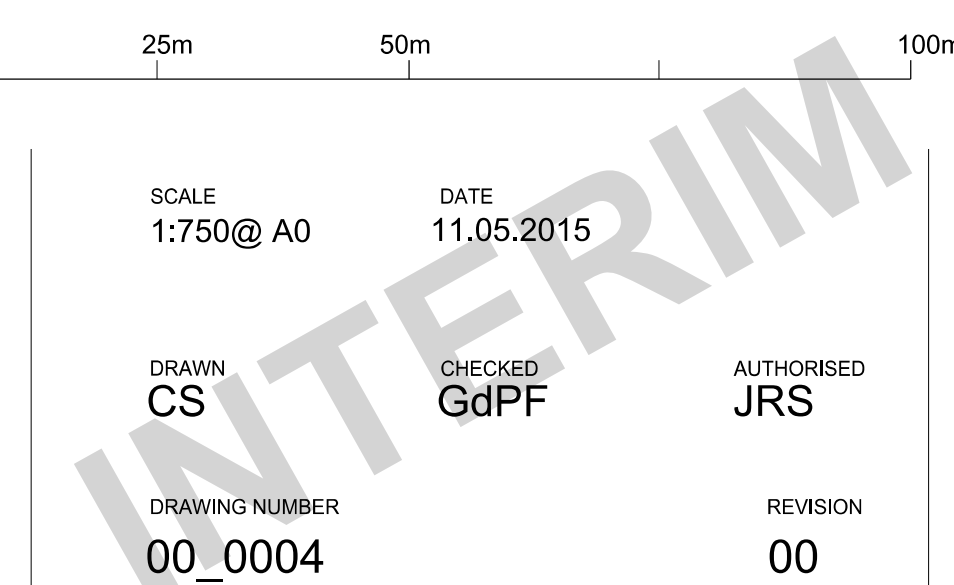 25m 50m 100m
SCALE DATE
1:750@ A0 11.05.2015
DRAWN CHECKED AUTHORISED
CS GdPF JRS
DRAWING NUMBER REVISION
00_0004 00
INTERIM